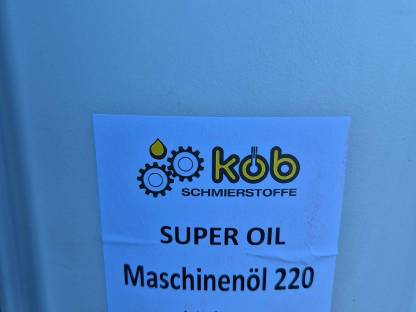 köb
SCHMIERSTOFFE
SUPER OIL
Maschinenöl 220